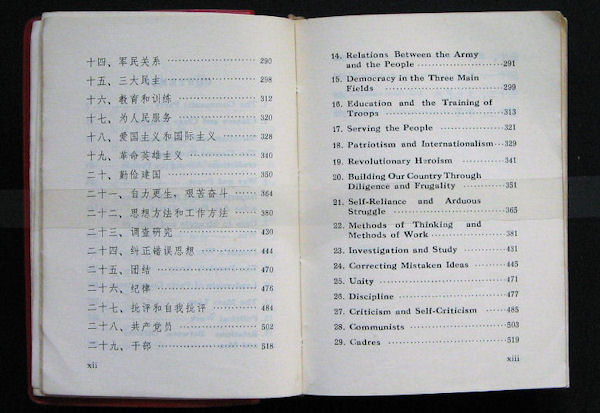 十四、军民关系 ·················· 290
十五、三大民主 ·················· 298
十六、教育和训练 ·················· 312
十七、为人民服务 ·················· 320
十八、爱国主义和国际主义 ·················· 328
十九、革命英雄主义 ·················· 340
二十、勤俭建国 ·················· 350
二十一、自力更生，艰苦奋斗 ·················· 364
二十二、思想方法和工作方法 ·················· 380
二十三、调查研究 ·················· 430
二十四、纠正错误思想 ·················· 444
二十五、团结 ·················· 470
二十六、纪律 ·················· 476
二十七、批评和自我批评 ·················· 484
二十八、共产党员 ·················· 502
二十九、干部 ·················· 518
xii
14. Relations Between the Army
and the People ·················· 291
15. Democracy in the Three Main
Fields ·················· 299
16. Education and the Training of
Troops ·················· 313
17. Serving the People ·················· 321
18. Patriotism and Internationalism ·················· 329
19. Revolutionary Heroism ·················· 341
20. Building Our Country Through
Diligence and Frugality ·················· 351
21. Self-Reliance and Arduous
Struggle ·················· 365
22. Methods of Thinking and
Methods of Work ·················· 381
23. Investigation and Study ·················· 431
24. Correcting Mistaken Ideas ·················· 445
25. Unity ·················· 471
26. Discipline ·················· 477
27. Criticism and Self-Criticism ·················· 485
28. Communists ·················· 503
29. Cadres ·················· 519
xiii